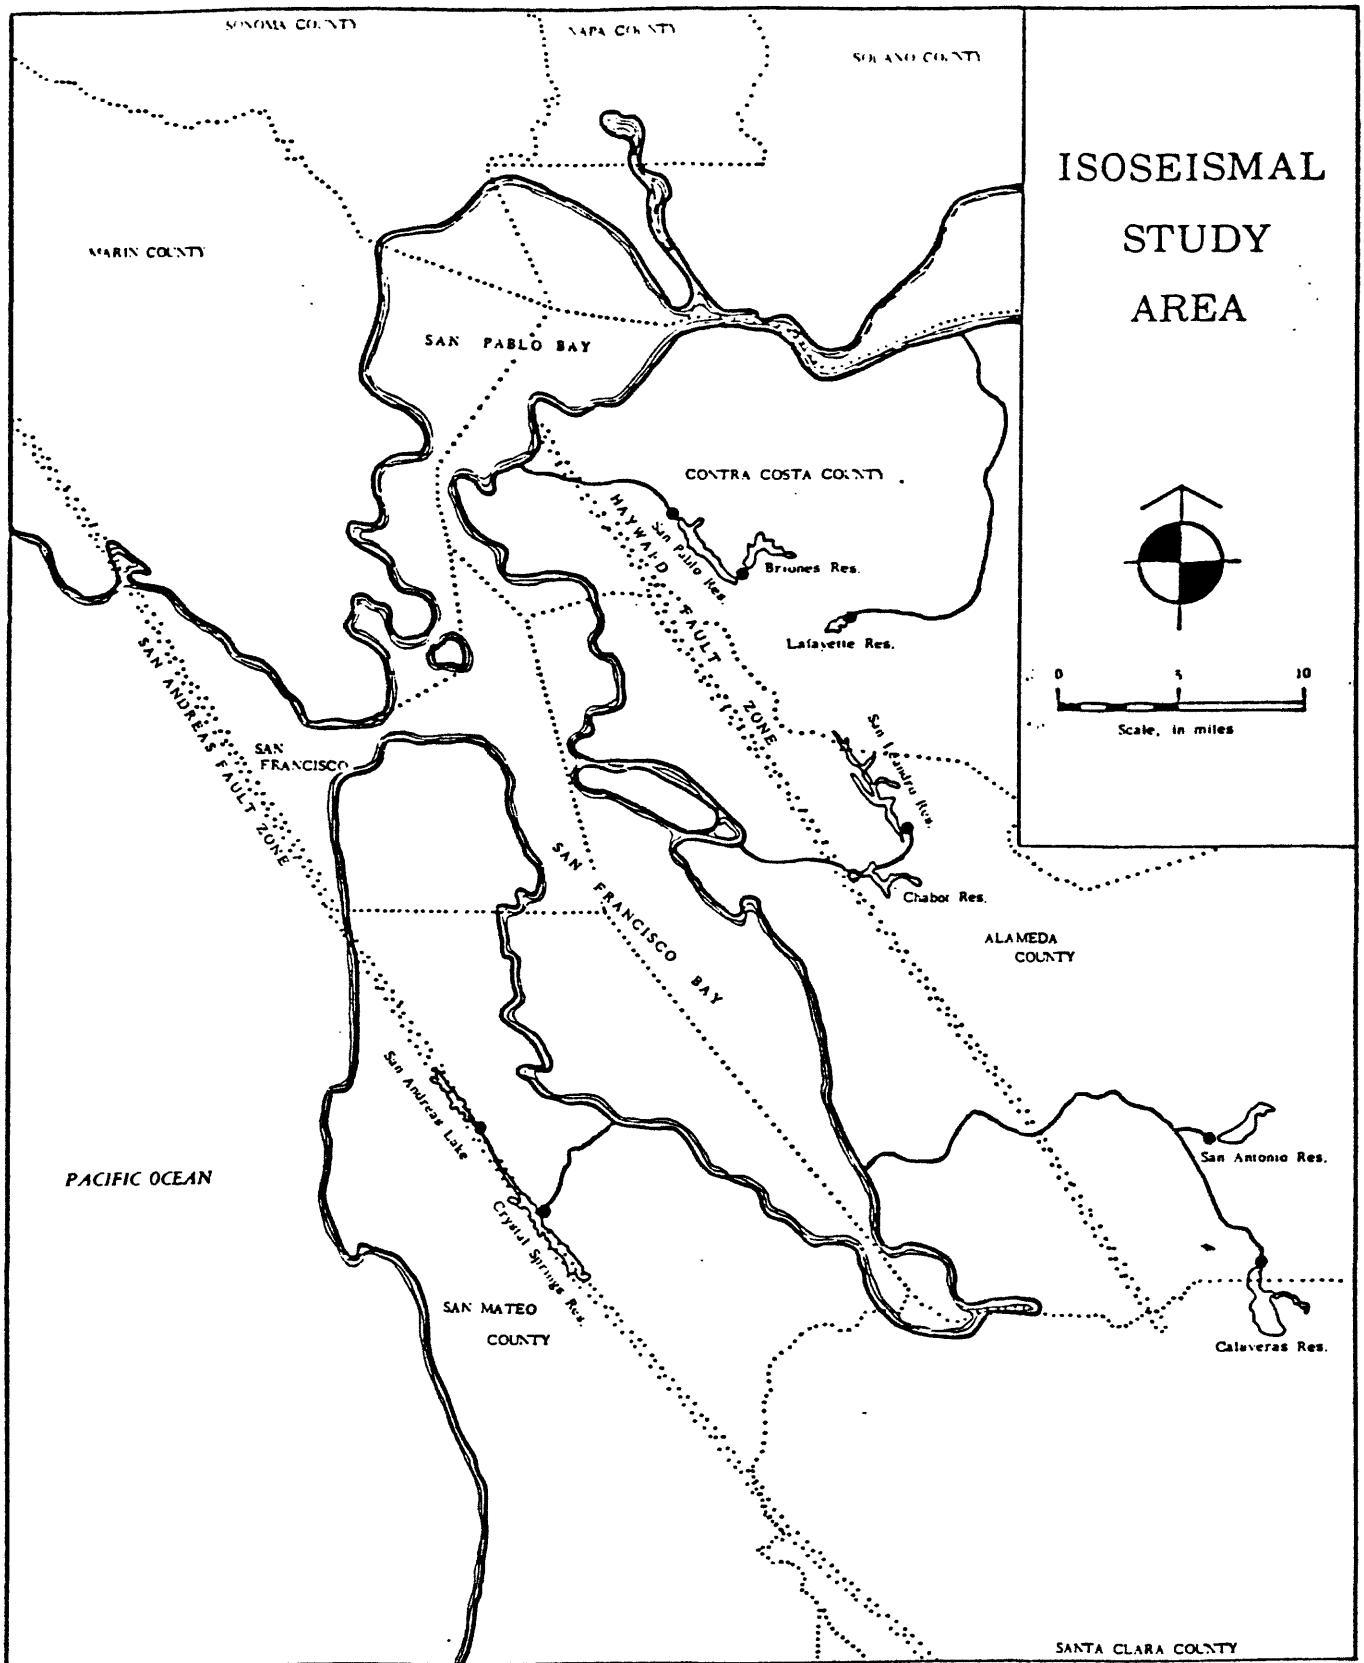 SONOMA COUNTY
NAPA COUNTY
SOLANO COUNTY
ISOSEISMAL
STUDY
AREA
MARIN COUNTY
SAN PABLO BAY
CONTRA COSTA COUNTY
HAYWARD FAULT ZONE
San Pablo Res.
Briones Res.
Lafayette Res.
0 5 10
Scale, in miles
SAN ANDREAS FAULT ZONE
SAN
FRANCISCO
San Leandro Res.
Chabot Res.
SAN FRANCISCO BAY
ALAMEDA
COUNTY
San Andreas Lake
San Antonio Res.
PACIFIC OCEAN
Crystal Springs Res.
SAN MATEO
COUNTY
Calaveras Res.
SANTA CLARA COUNTY